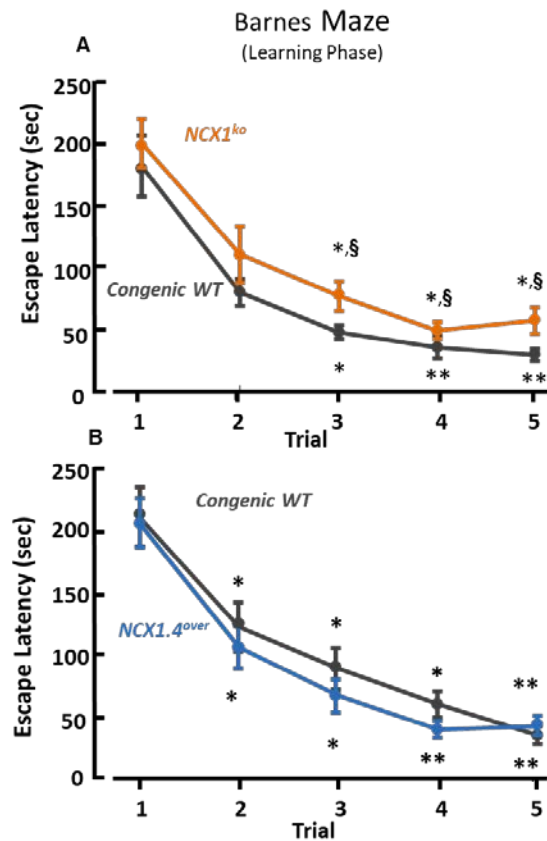 Barnes Maze
(Learning Phase)
A
Escape Latency (sec)
250
200
150
100
50
0
NCX1ko
Congenic WT
*,§
*,§
*,§
*
**
**
1 2 3 4 5
Trial
B
Escape Latency (sec)
250
200
150
100
50
0
Congenic WT
NCX1.4over
*
*
*
**
*
*
**
**
1 2 3 4 5
Trial